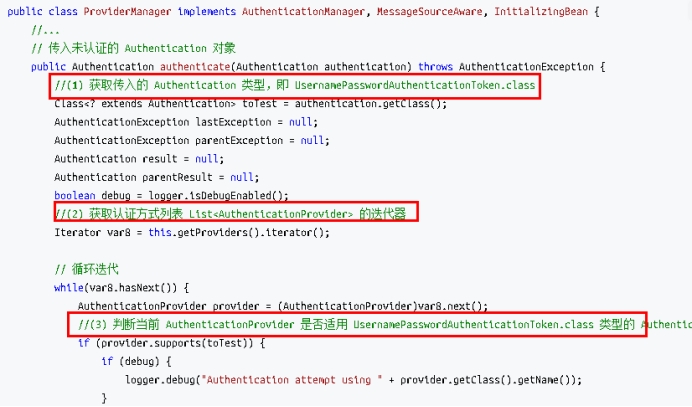 public class ProviderManager implements AuthenticationManager, MessageSourceAware, InitializingBean {
//...
// 传入未认证的 Authentication 对象
public Authentication authenticate(Authentication authentication) throws AuthenticationException {
//(1) 获取传入的 Authentication 类型，即 UsernamePasswordAuthenticationToken.class
Class<? extends Authentication> toTest = authentication.getClass();
AuthenticationException lastException = null;
AuthenticationException parentException = null;
Authentication result = null;
Authentication parentResult = null;
boolean debug = logger.isDebugEnabled();
//(2) 获取认证方式列表 List<AuthenticationProvider> 的迭代器
Iterator var8 = this.getProviders().iterator();
// 循环迭代
while(var8.hasNext()) {
AuthenticationProvider provider = (AuthenticationProvider)var8.next();
//(3) 判断当前 AuthenticationProvider 是否适用 UsernamePasswordAuthenticationToken.class 类型的 Authentic
if (provider.supports(toTest)) {
if (debug) {
logger.debug("Authentication attempt using " + provider.getClass().getName());
}